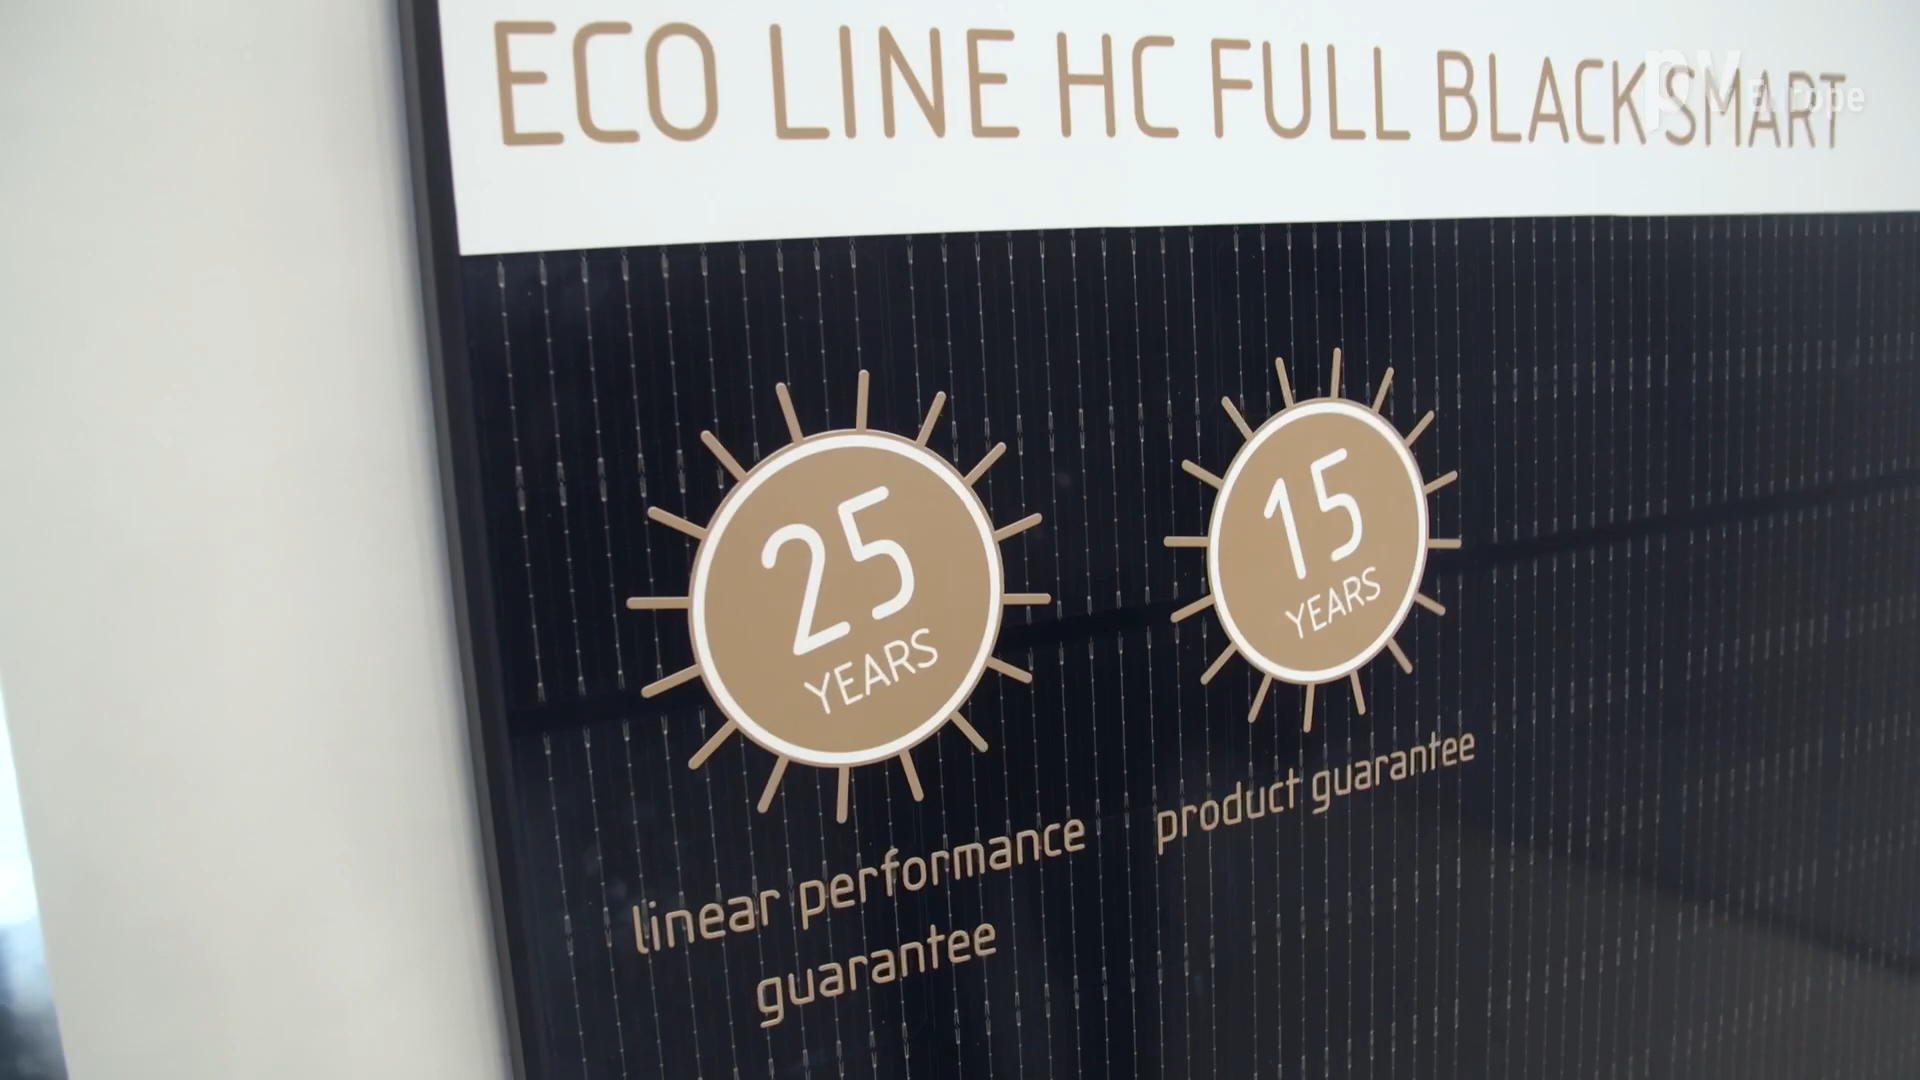 ECO LINE HC FULL BLACK SMART
pv Europe
25
YEARS
linear performance
guarantee
15
YEARS
product guarantee